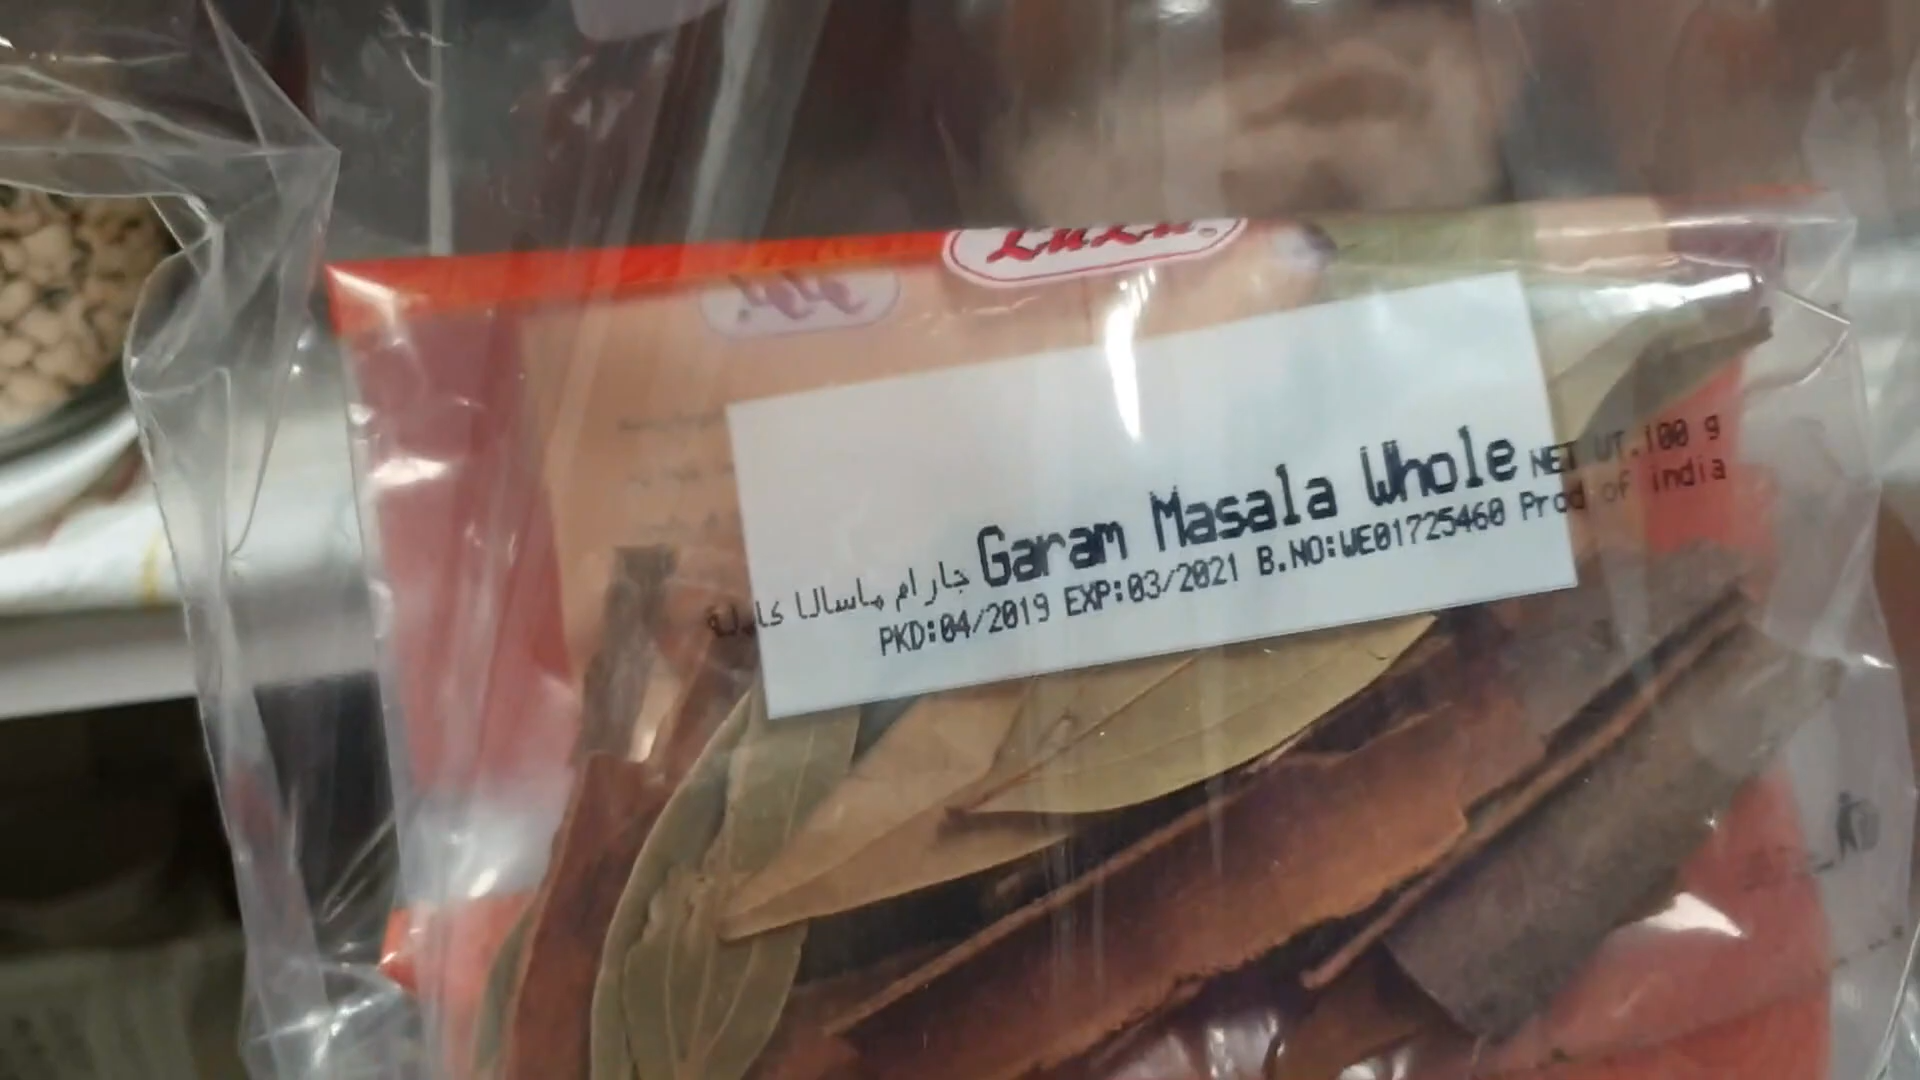 LuLu
جارام ماسالا كاملة Garam Masala Whole NET WT.100 g
PKD:04/2019 EXP:03/2021 B.NO:WE01725460 Prod of india